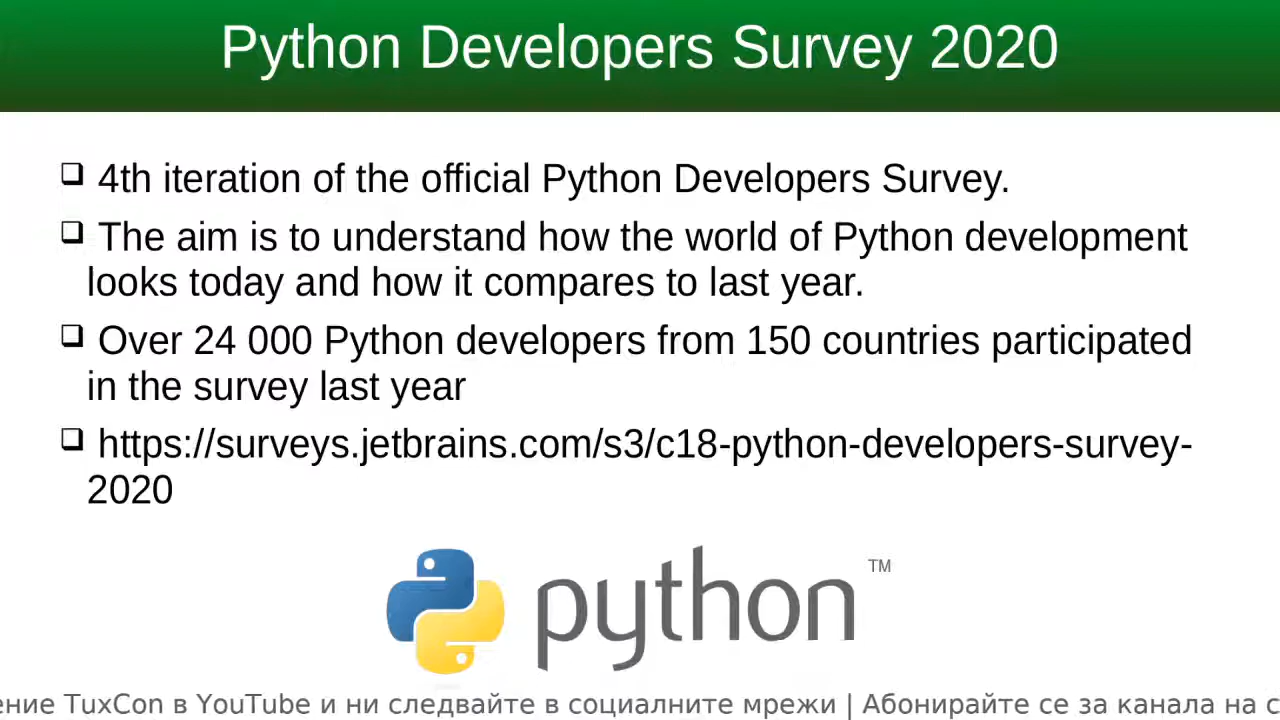 Python Developers Survey 2020
4th iteration of the official Python Developers Survey.
The aim is to understand how the world of Python development
looks today and how it compares to last year.
Over 24 000 Python developers from 150 countries participated
in the survey last year
https://surveys.jetbrains.com/s3/c18-python-developers-survey-
2020
python TM
ение TuxCon в YouTube и ни следвайте в социалните мрежи | Абонирайте се за канала на с